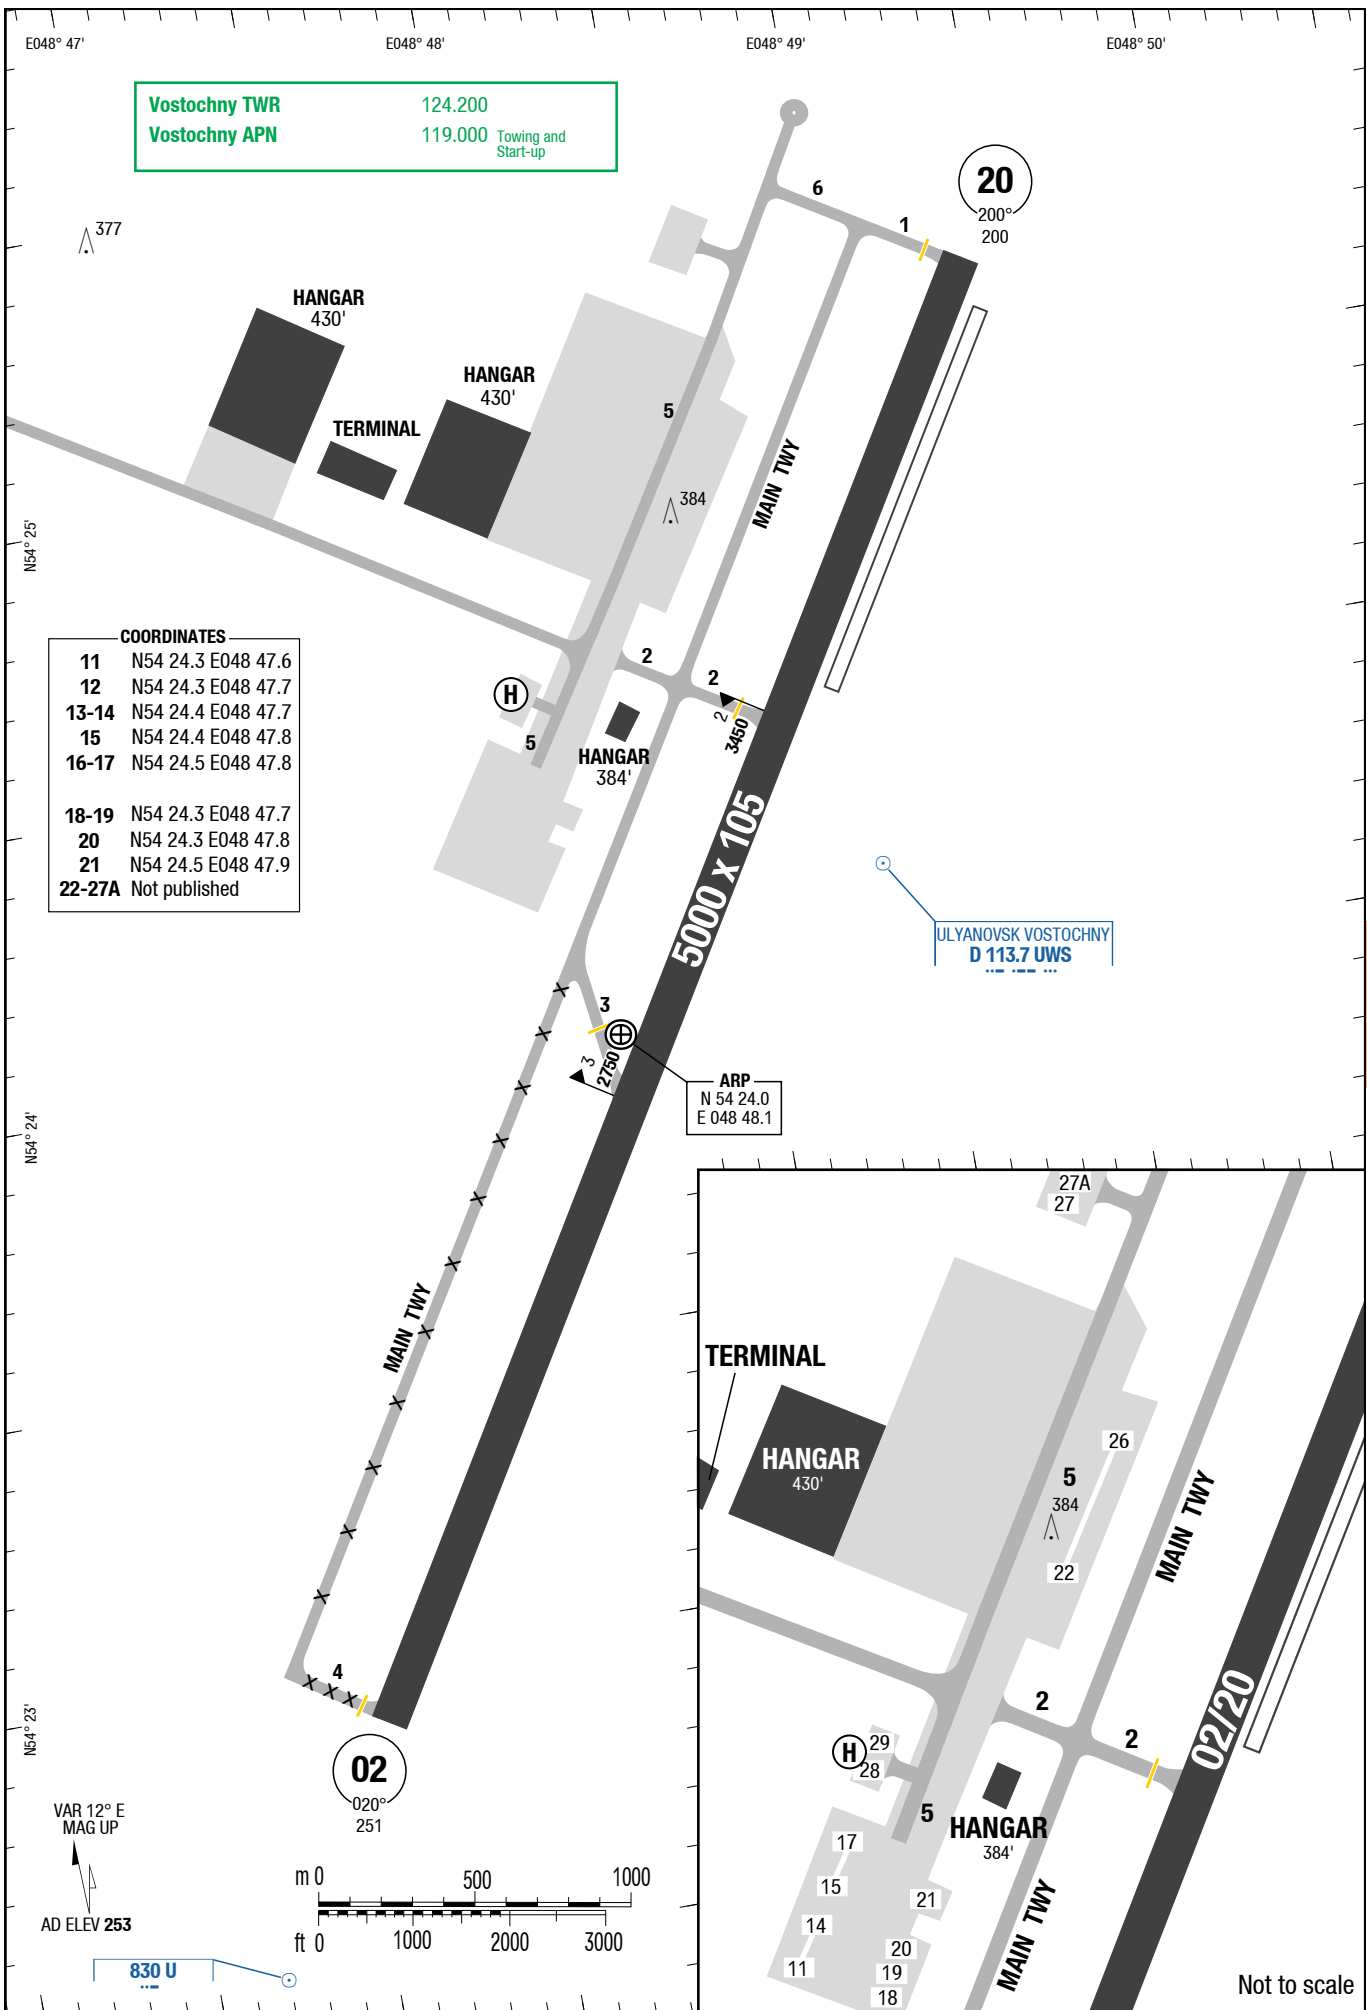 E048° 47'
E048° 48'
E048° 49'
E048° 50'
Vostochny TWR 124.200
Vostochny APN 119.000 Towing and
Start-up
6
20
200°
200
1
377
HANGAR
430'
HANGAR
430'
TERMINAL
5
MAIN TWY
384
N54° 25'
COORDINATES
11 N54 24.3 E048 47.6
12 N54 24.3 E048 47.7
13-14 N54 24.4 E048 47.7
15 N54 24.4 E048 47.8
16-17 N54 24.5 E048 47.8
18-19 N54 24.3 E048 47.7
20 N54 24.3 E048 47.8
21 N54 24.5 E048 47.9
22-27A Not published
2
2
H
2
3450
5
HANGAR
384'
5000 x 105
ULYANOVSK VOSTOCHNY
D 113.7 UWS
3
3
2750
ARP
N 54 24.0
E 048 48.1
N54° 24'
MAIN TWY
4
N54° 23'
02
020°
251
VAR 12° E
MAG UP
AD ELEV 253
830 U
m 0 500 1000
ft 0 1000 2000 3000
27A
27
TERMINAL
HANGAR
430'
26
5
384
MAIN TWY
22
2
2
02/20
H
29
28
5
HANGAR
384'
17
15
21
14
MAIN TWY
20
11
19
18
Not to scale